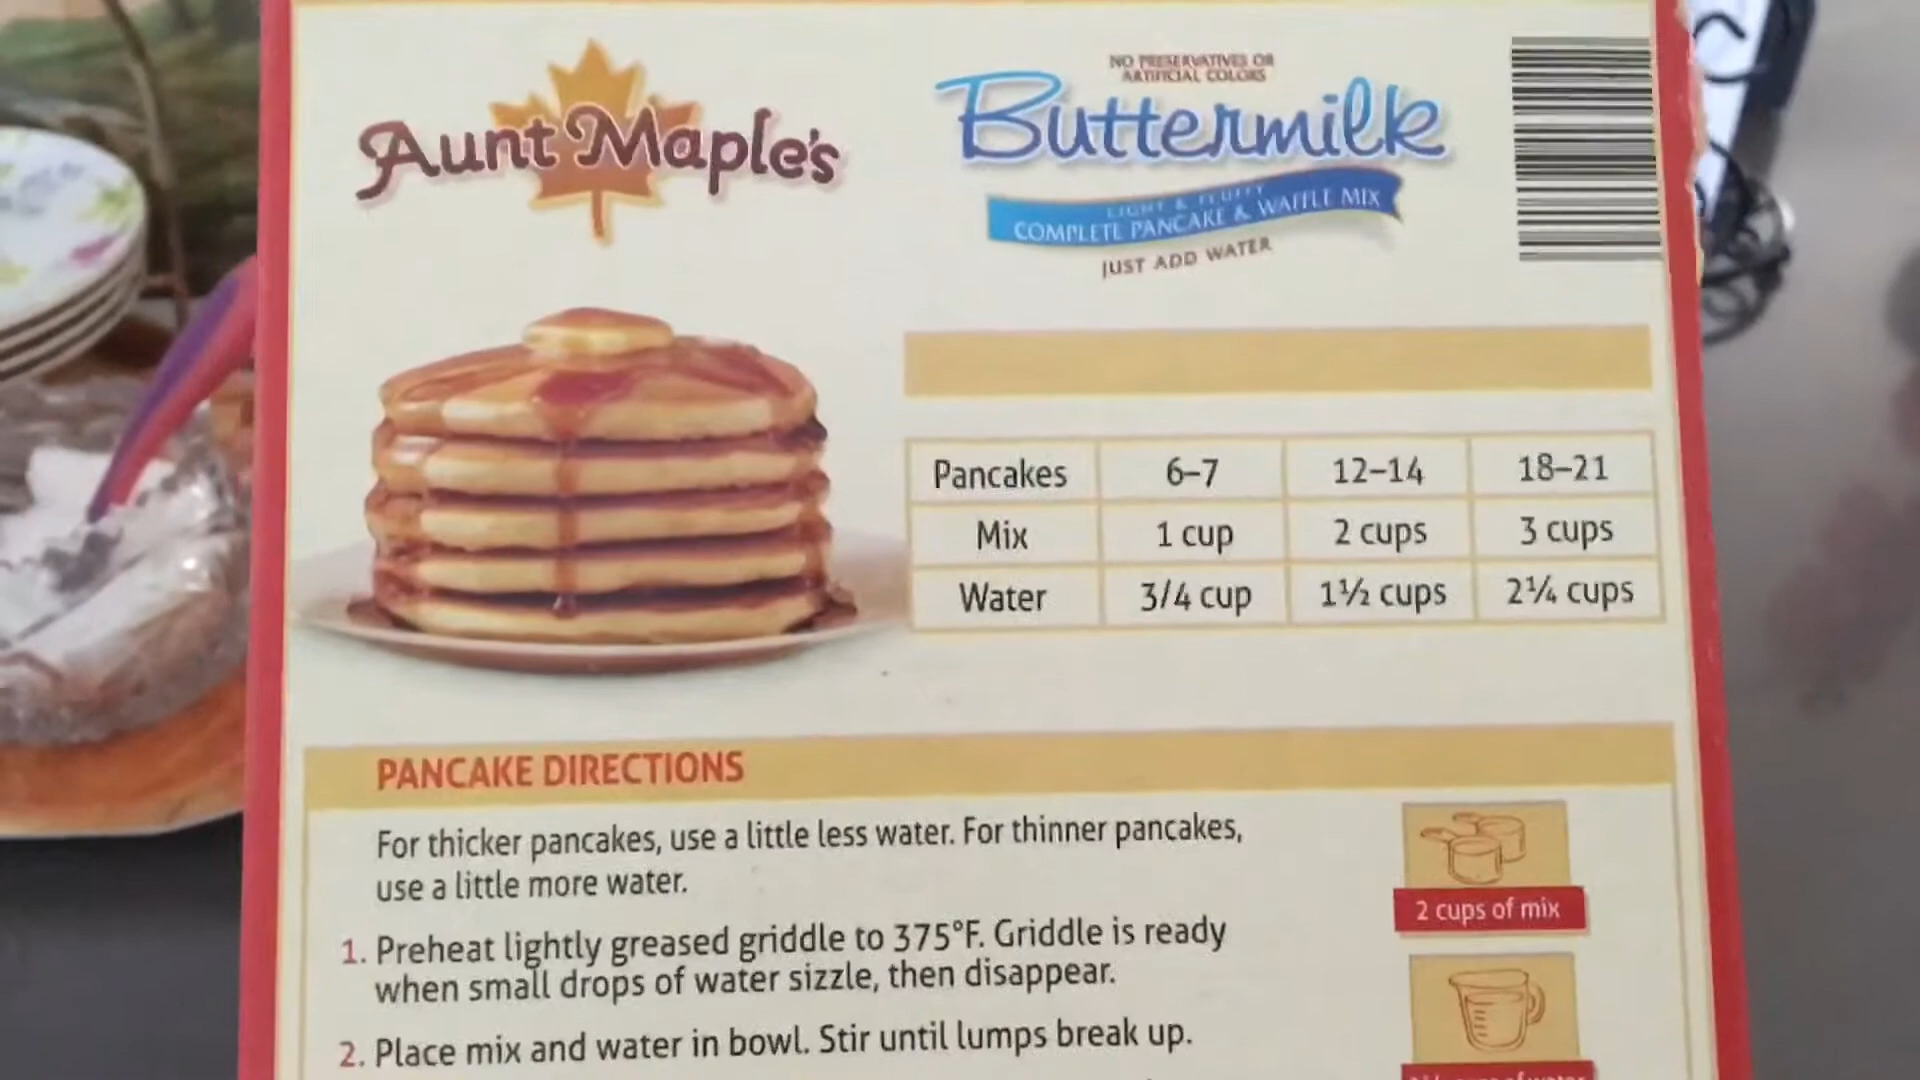 Aunt Maple's
NO PRESERVATIVES OR
ARTIFICIAL COLORS
Buttermilk
LIGHT & FLUFFY
COMPLETE PANCAKE & WAFFLE MIX
JUST ADD WATER
Pancakes 6–7 12–14 18–21
Mix 1 cup 2 cups 3 cups
Water 3/4 cup 1½ cups 2¼ cups
PANCAKE DIRECTIONS
For thicker pancakes, use a little less water. For thinner pancakes,
use a little more water.
1. Preheat lightly greased griddle to 375°F. Griddle is ready
when small drops of water sizzle, then disappear.
2. Place mix and water in bowl. Stir until lumps break up.
2 cups of mix